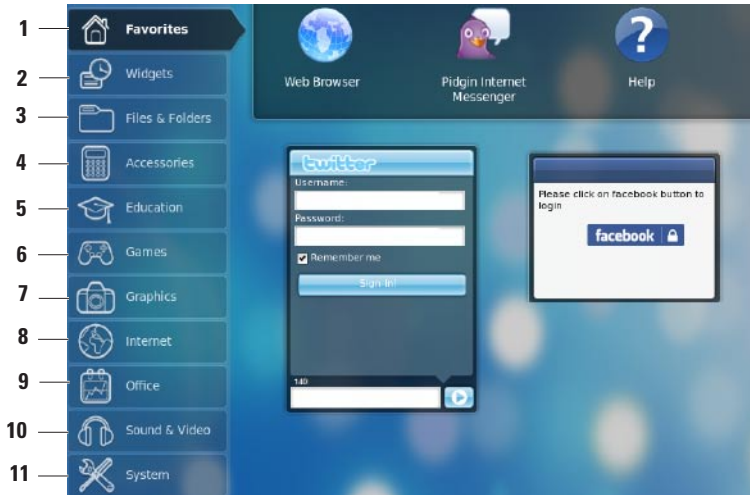 1 Favorites
2 Widgets
3 Files & Folders
4 Accessories
5 Education
6 Games
7 Graphics
8 Internet
9 Office
10 Sound & Video
11 System
Web Browser
Pidgin Internet
Messenger
Help
twitter
Username:
Password:
Remember me
Sign-in!
140
Please click on facebook button to
login
facebook